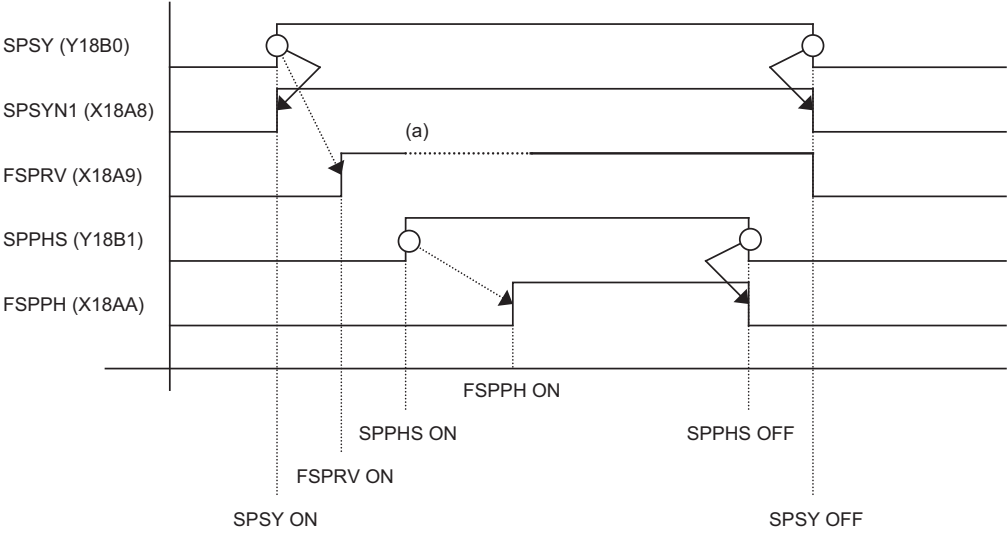 SPSY (Y18B0)
SPSYN1 (X18A8)
(a)
FSPRV (X18A9)
SPPHS (Y18B1)
FSPPH (X18AA)
FSPPH ON
SPPHS ON
SPPHS OFF
FSPRV ON
SPSY ON
SPSY OFF